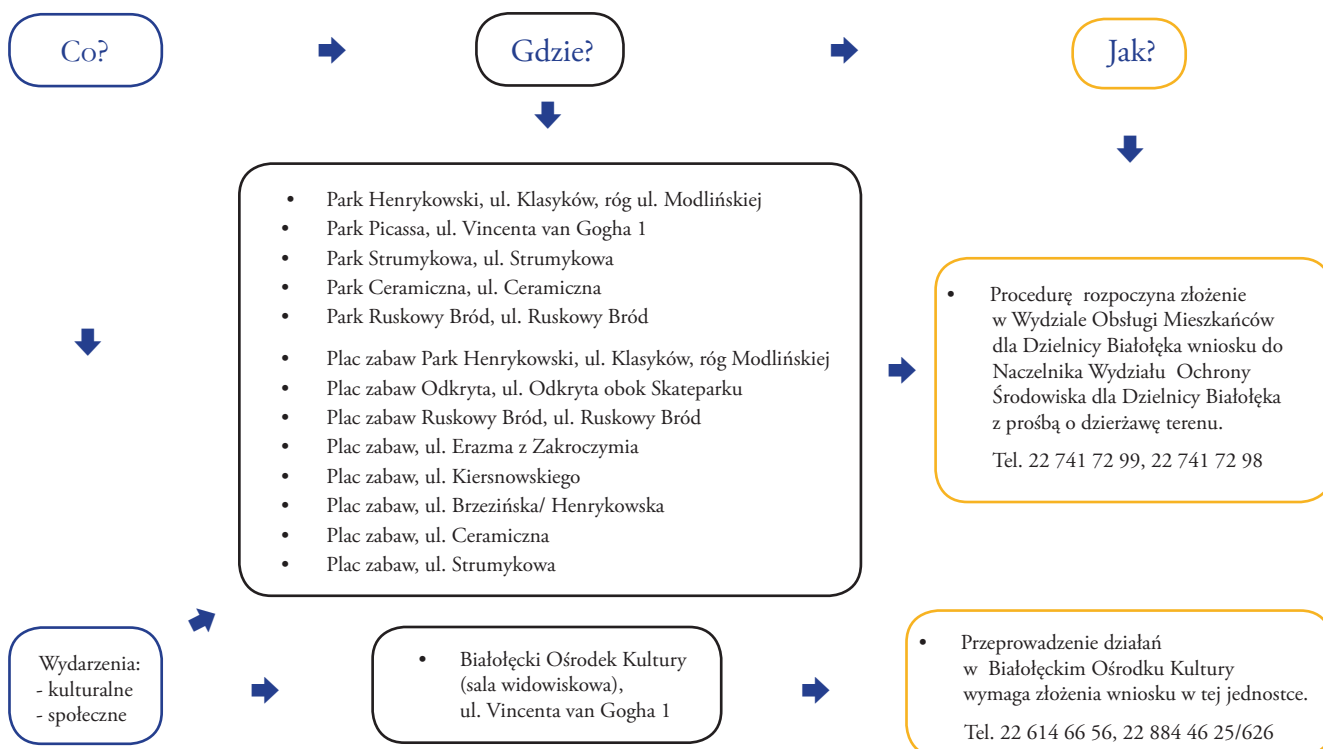 Co?
Gdzie?
Jak?
• Park Henrykowski, ul. Klasyków, róg ul. Modlińskiej
• Park Picassa, ul. Vincenta van Gogha 1
• Park Strumykowa, ul. Strumykowa
• Park Ceramiczna, ul. Ceramiczna
• Park Ruskowy Bród, ul. Ruskowy Bród
• Plac zabaw Park Henrykowski, ul. Klasyków, róg Modlińskiej
• Plac zabaw Odkryta, ul. Odkryta obok Skateparku
• Plac zabaw Ruskowy Bród, ul. Ruskowy Bród
• Plac zabaw, ul. Erazma z Zakroczymia
• Plac zabaw, ul. Kiersnowskiego
• Plac zabaw, ul. Brzezińska/ Henrykowska
• Plac zabaw, ul. Ceramiczna
• Plac zabaw, ul. Strumykowa
• Procedurę rozpoczyna złożenie
w Wydziale Obsługi Mieszkańców
dla Dzielnicy Białołęka wniosku do
Naczelnika Wydziału Ochrony
Środowiska dla Dzielnicy Białołęka
z prośbą o dzierżawę terenu.
Tel. 22 741 72 99, 22 741 72 98
Wydarzenia:
- kulturalne
- społeczne
• Białołęcki Ośrodek Kultury
(sala widowiskowa),
ul. Vincenta van Gogha 1
• Przeprowadzenie działań
w Białołęckim Ośrodku Kultury
wymaga złożenia wniosku w tej jednostce.
Tel. 22 614 66 56, 22 884 46 25/626